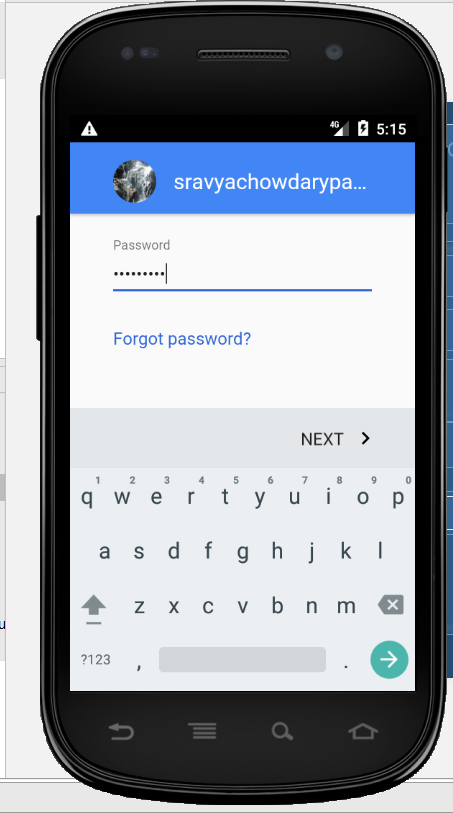 4G 5:15
sravyachowdarypa...
Password
•••••••••
Forgot password?
NEXT
1 2 3 4 5 6 7 8 9 0
q w e r t y u i o p
a s d f g h j k l
z x c v b n m
?123 , .
u